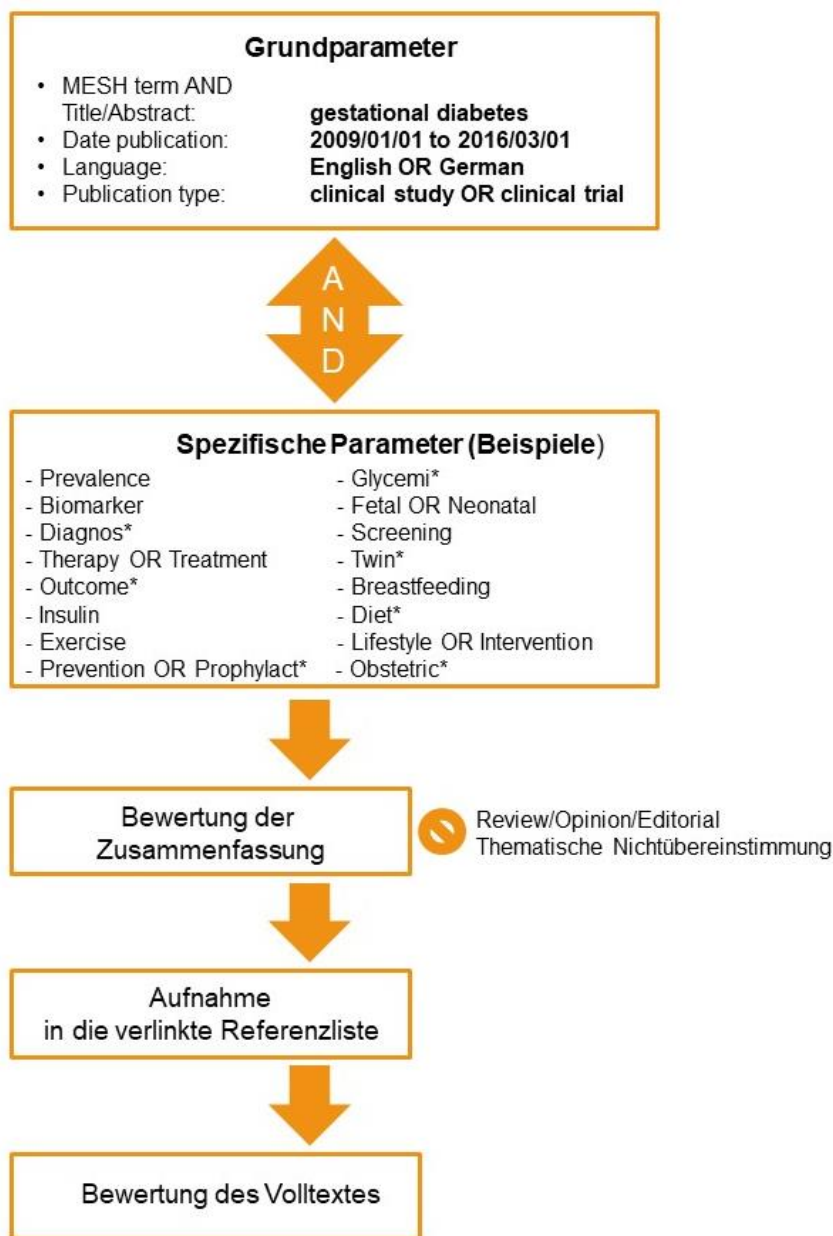 Grundparameter
• MESH term AND
Title/Abstract: gestational diabetes
• Date publication: 2009/01/01 to 2016/03/01
• Language: English OR German
• Publication type: clinical study OR clinical trial
A
N
D
Spezifische Parameter (Beispiele)
- Prevalence
- Biomarker
- Diagnos*
- Therapy OR Treatment
- Outcome*
- Insulin
- Exercise
- Prevention OR Prophylact*
- Glycemi*
- Fetal OR Neonatal
- Screening
- Twin*
- Breastfeeding
- Diet*
- Lifestyle OR Intervention
- Obstetric*
Bewertung der
Zusammenfassung
Review/Opinion/Editorial
Thematische Nichtübereinstimmung
Aufnahme
in die verlinkte Referenzliste
Bewertung des Volltextes